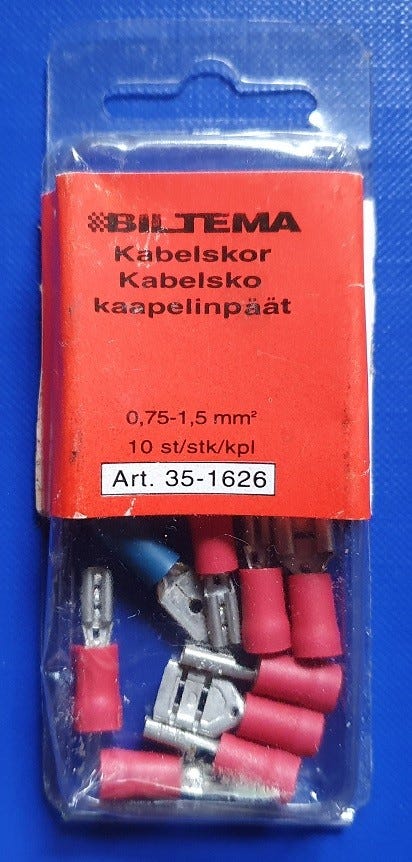 BILTEMA
Kabelskor
Kabelsko
kaapelinpäät
0,75-1,5 mm²
10 st/stk/kpl
Art. 35-1626